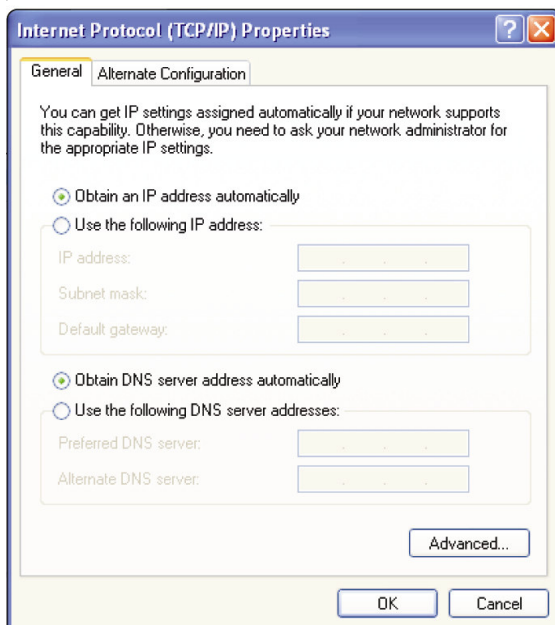 Internet Protocol (TCP/IP) Properties
General
Alternate Configuration
You can get IP settings assigned automatically if your network supports
this capability. Otherwise, you need to ask your network administrator for
the appropriate IP settings.
Obtain an IP address automatically
Use the following IP address:
IP address:
Subnet mask:
Default gateway:
Obtain DNS server address automatically
Use the following DNS server addresses:
Preferred DNS server:
Alternate DNS server:
Advanced...
OK
Cancel